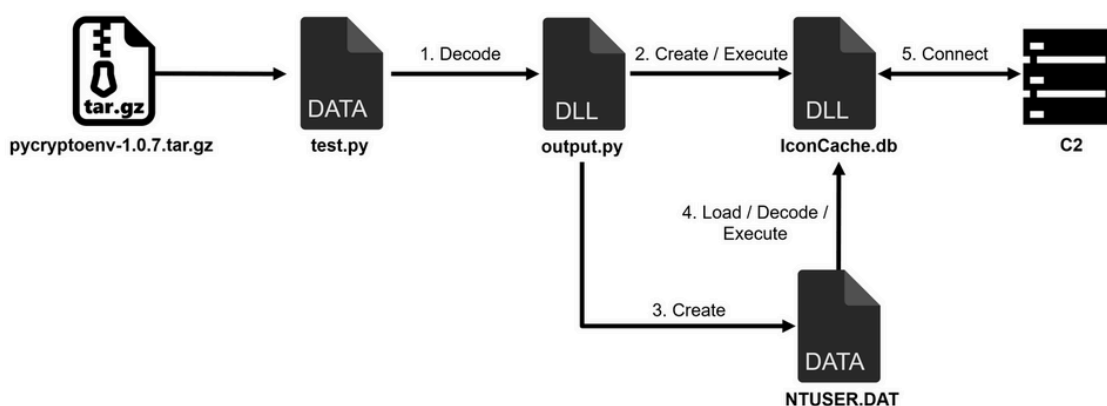 tar.gz
pycryptoenv-1.0.7.tar.gz
DATA
test.py
1. Decode
DLL
output.py
2. Create / Execute
DLL
IconCache.db
5. Connect
C2
4. Load / Decode /
Execute
3. Create
DATA
NTUSER.DAT